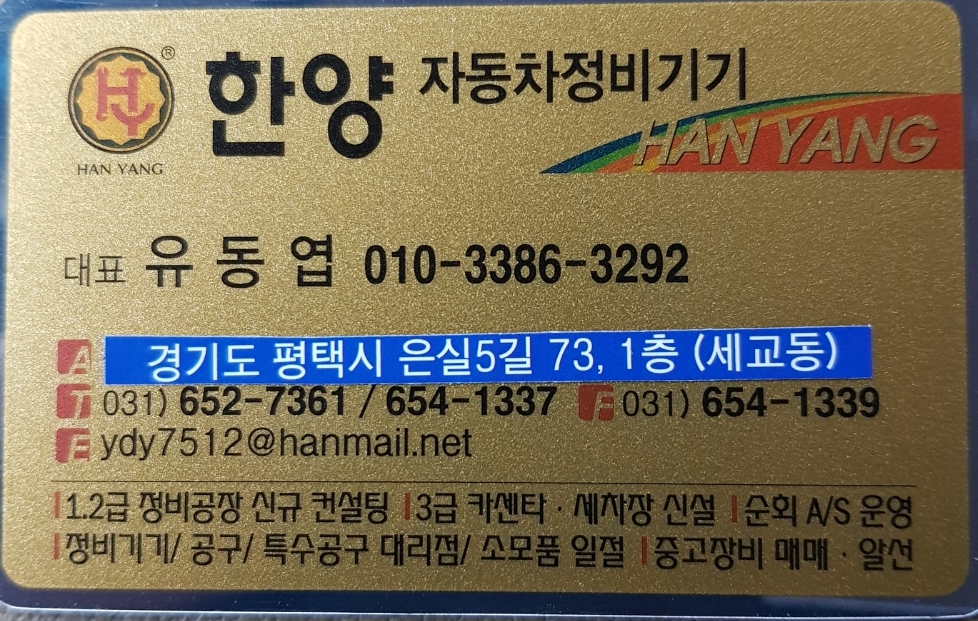 HY ®
HAN YANG
한양 자동차정비기기
HAN YANG
대표 유동엽 010-3386-3292
A 경기도 평택시 은실5길 73, 1층 (세교동)
T 031) 652-7361 / 654-1337 F 031) 654-1339
E ydy7512@hanmail.net
1.2급 정비공장 신규 컨설팅 3급 카센타 · 세차장 신설 순회 A/S 운영
정비기기/ 공구/ 특수공구 대리점/ 소모품 일절 중고장비 매매 · 알선